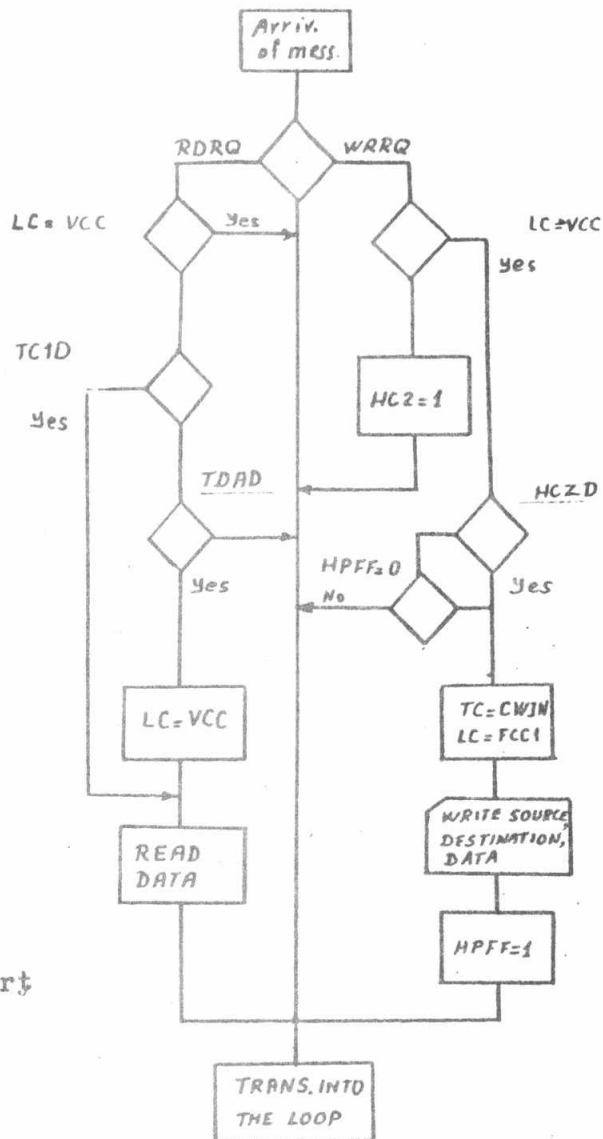 Arriv.
of mess.
RDRQ
WRRQ
LC = VCC
Yes
LC=VCC
Yes
TC1D
Yes
HC2=1
TDAD
HCZD
HPFF=0
No
Yes
Yes
LC=VCC
TC=CWIN
LC=FCC1
WRITE SOURCE,
DESTINATION,
DATA
READ
DATA
HPFF=1
rt
TRANS. INTO
THE LOOP